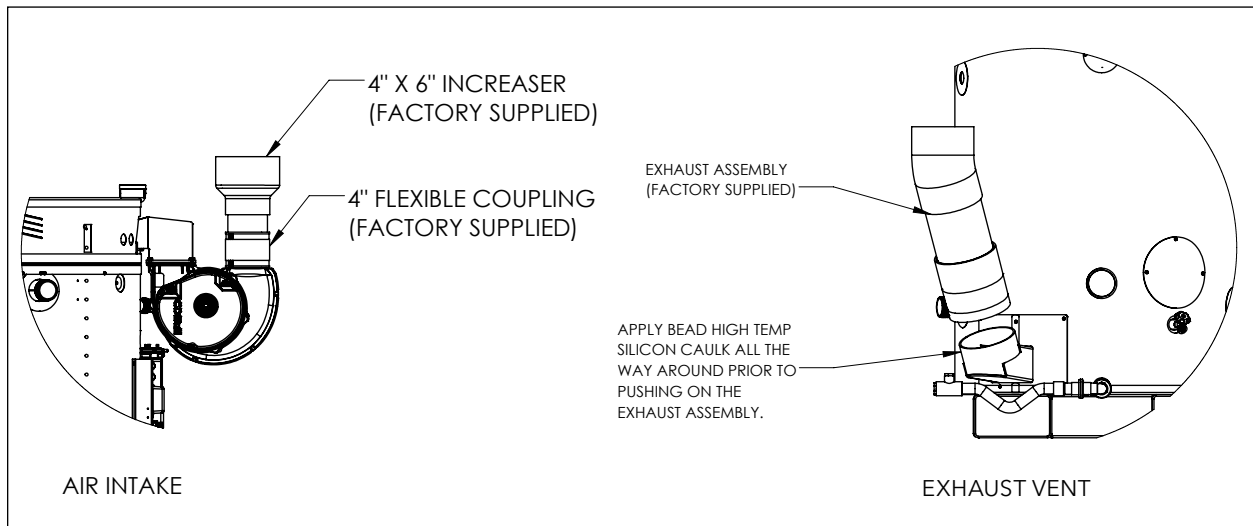 4" X 6" INCREASER
(FACTORY SUPPLIED)
4" FLEXIBLE COUPLING
(FACTORY SUPPLIED)
AIR INTAKE
EXHAUST ASSEMBLY
(FACTORY SUPPLIED)
APPLY BEAD HIGH TEMP
SILICON CAULK ALL THE
WAY AROUND PRIOR TO
PUSHING ON THE
EXHAUST ASSEMBLY.
EXHAUST VENT